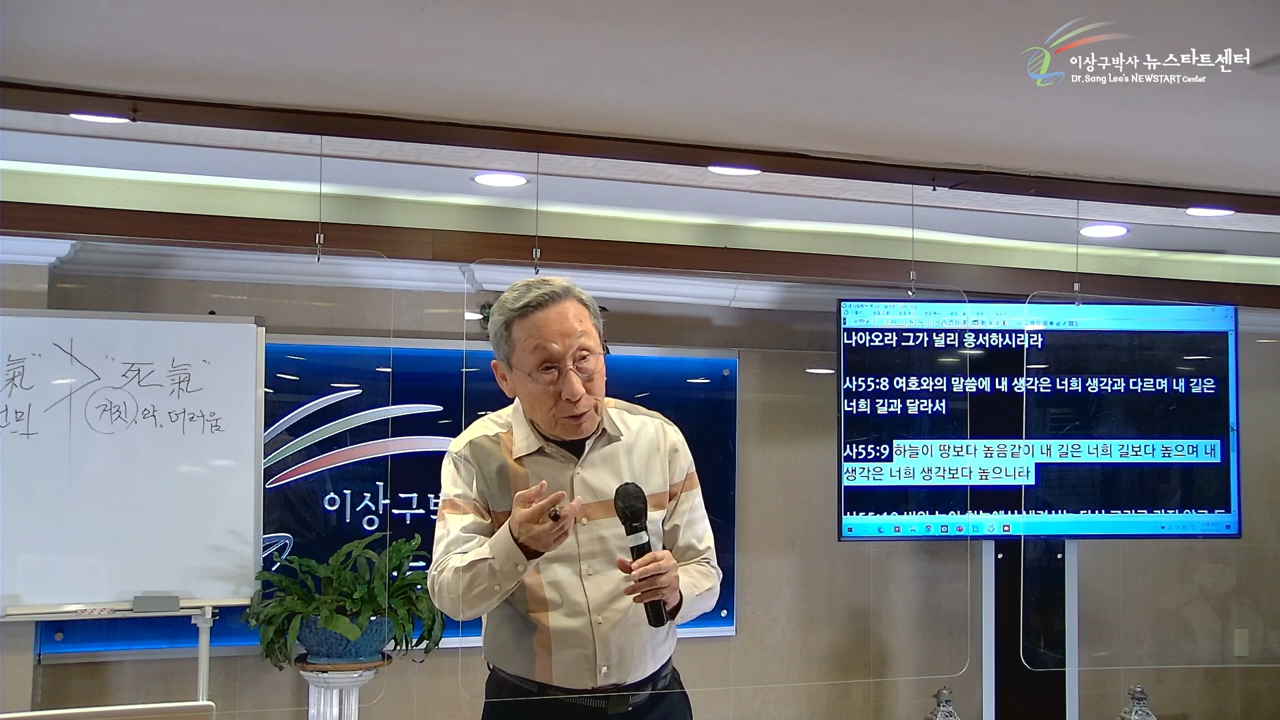 이상구박사 뉴스타트센터
Dr. Sang Lee's NEWSTART Center
氣" "死氣"
선미 거짓.악.더러움
이상구박
나아오라 그가 널리 용서하시리라
사55:8 여호와의 말씀에 내 생각은 너희 생각과 다르며 내 길은
너희 길과 달라서
사55:9 하늘이 땅보다 높음같이 내 길은 너희 길보다 높으며 내
생각은 너희 생각보다 높으니라